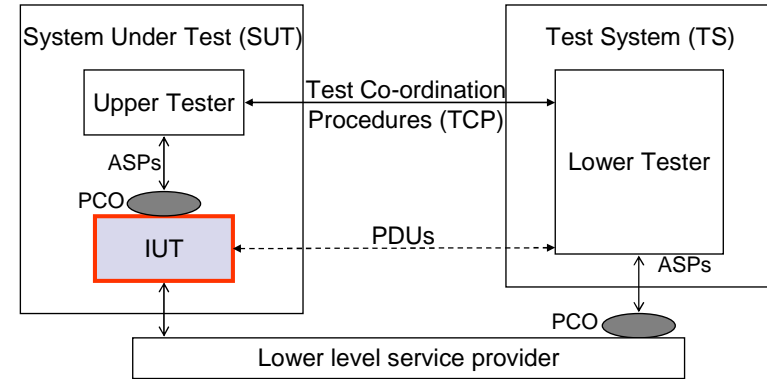 System Under Test (SUT)
Test System (TS)
Upper Tester
Test Co-ordination
Procedures (TCP)
Lower Tester
ASPs
PCO
IUT
PDUs
ASPs
PCO
Lower level service provider